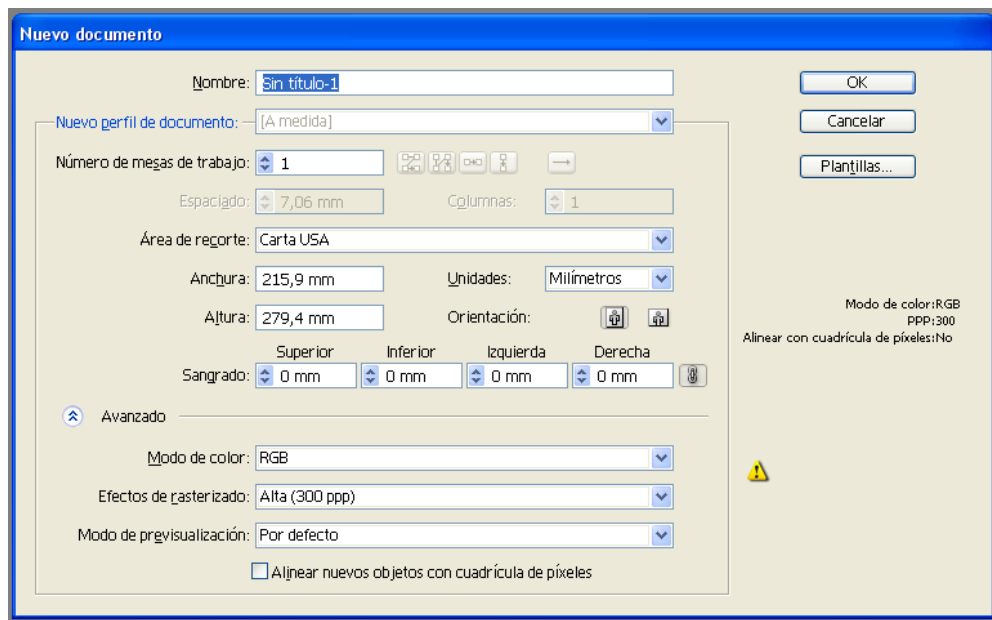 Nuevo documento
Nombre: Sin título-1
OK
Nuevo perfil de documento: [A medida]
Cancelar
Número de mesas de trabajo: 1
Plantillas...
Espaciado: 7,06 mm Columnas: 1
Área de recorte: Carta USA
Anchura: 215,9 mm Unidades: Milímetros
Altura: 279,4 mm Orientación:
Modo de color:RGB
PPP:300
Alinear con cuadrícula de píxeles:No
Superior Inferior Izquierda Derecha
Sangrado: 0 mm 0 mm 0 mm 0 mm
Avanzado
Modo de color: RGB
Efectos de rasterizado: Alta (300 ppp)
Modo de previsualización: Por defecto
Alinear nuevos objetos con cuadrícula de píxeles